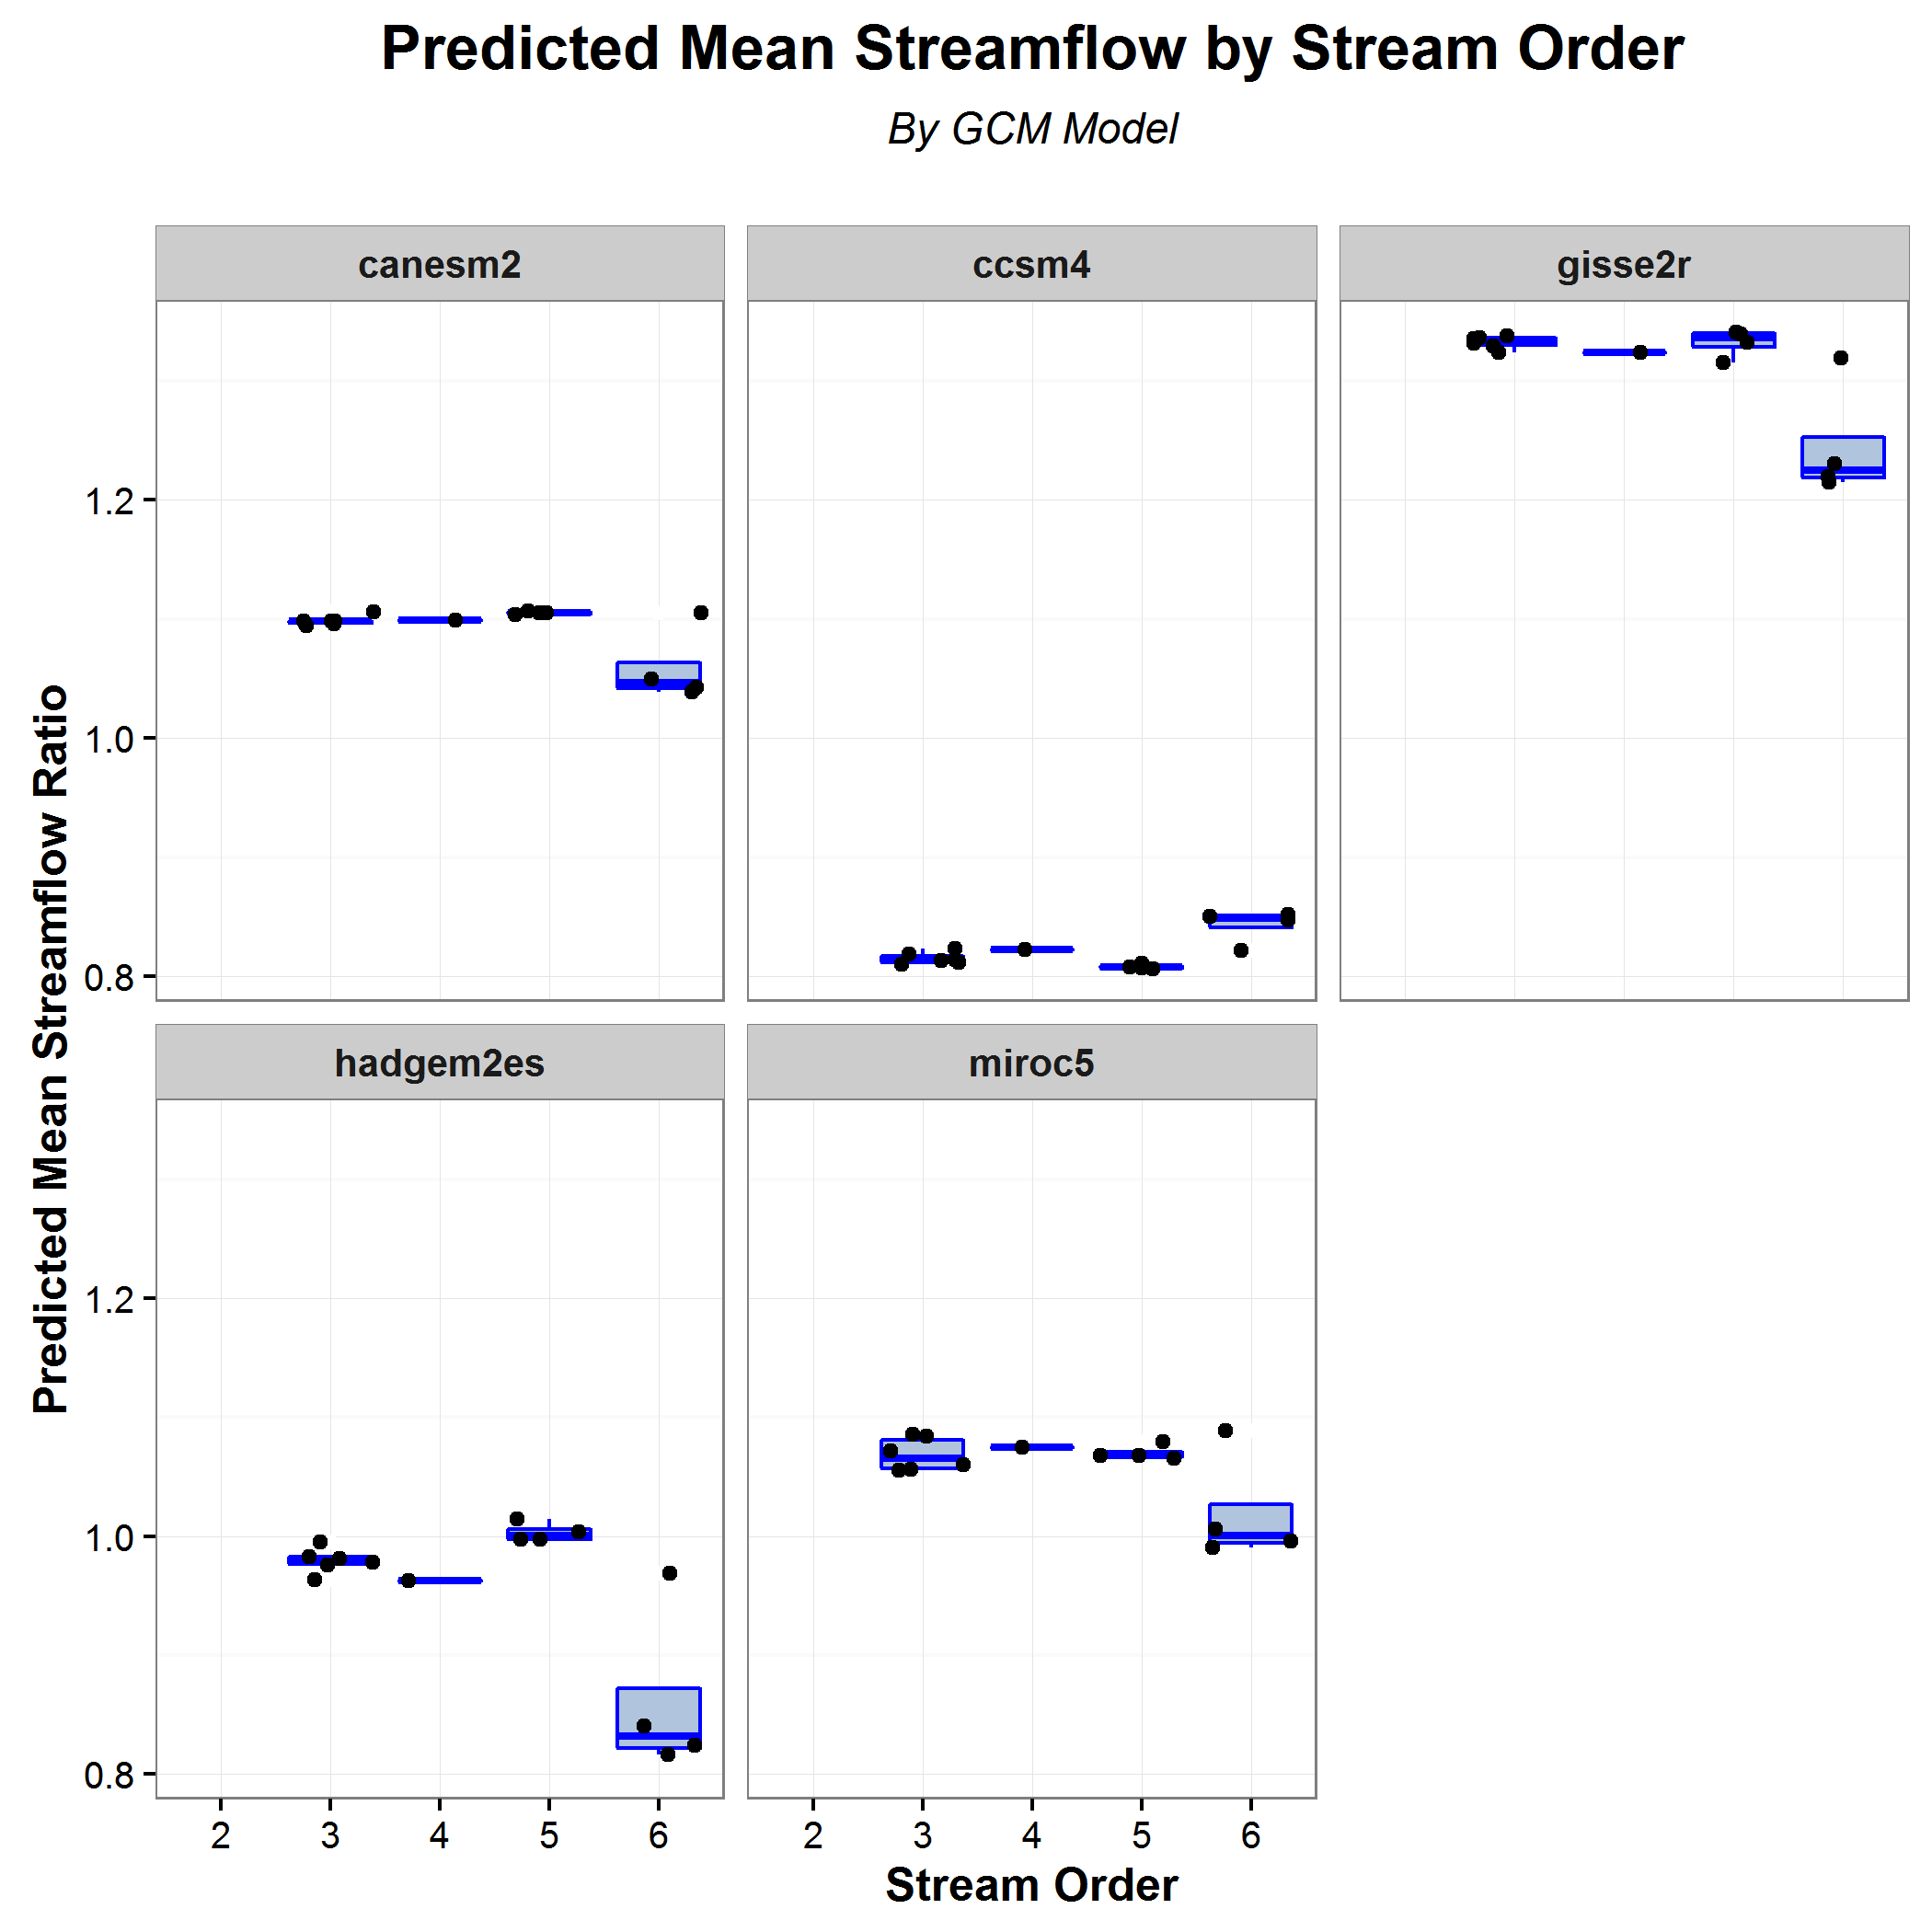 Predicted Mean Streamflow by Stream Order
By GCM Model
canesm2
ccsm4
gisse2r
1.2
1.0
0.8
hadgem2es
miroc5
1.2
1.0
0.8
Predicted Mean Streamflow Ratio
2 3 4 5 6
2 3 4 5 6
Stream Order